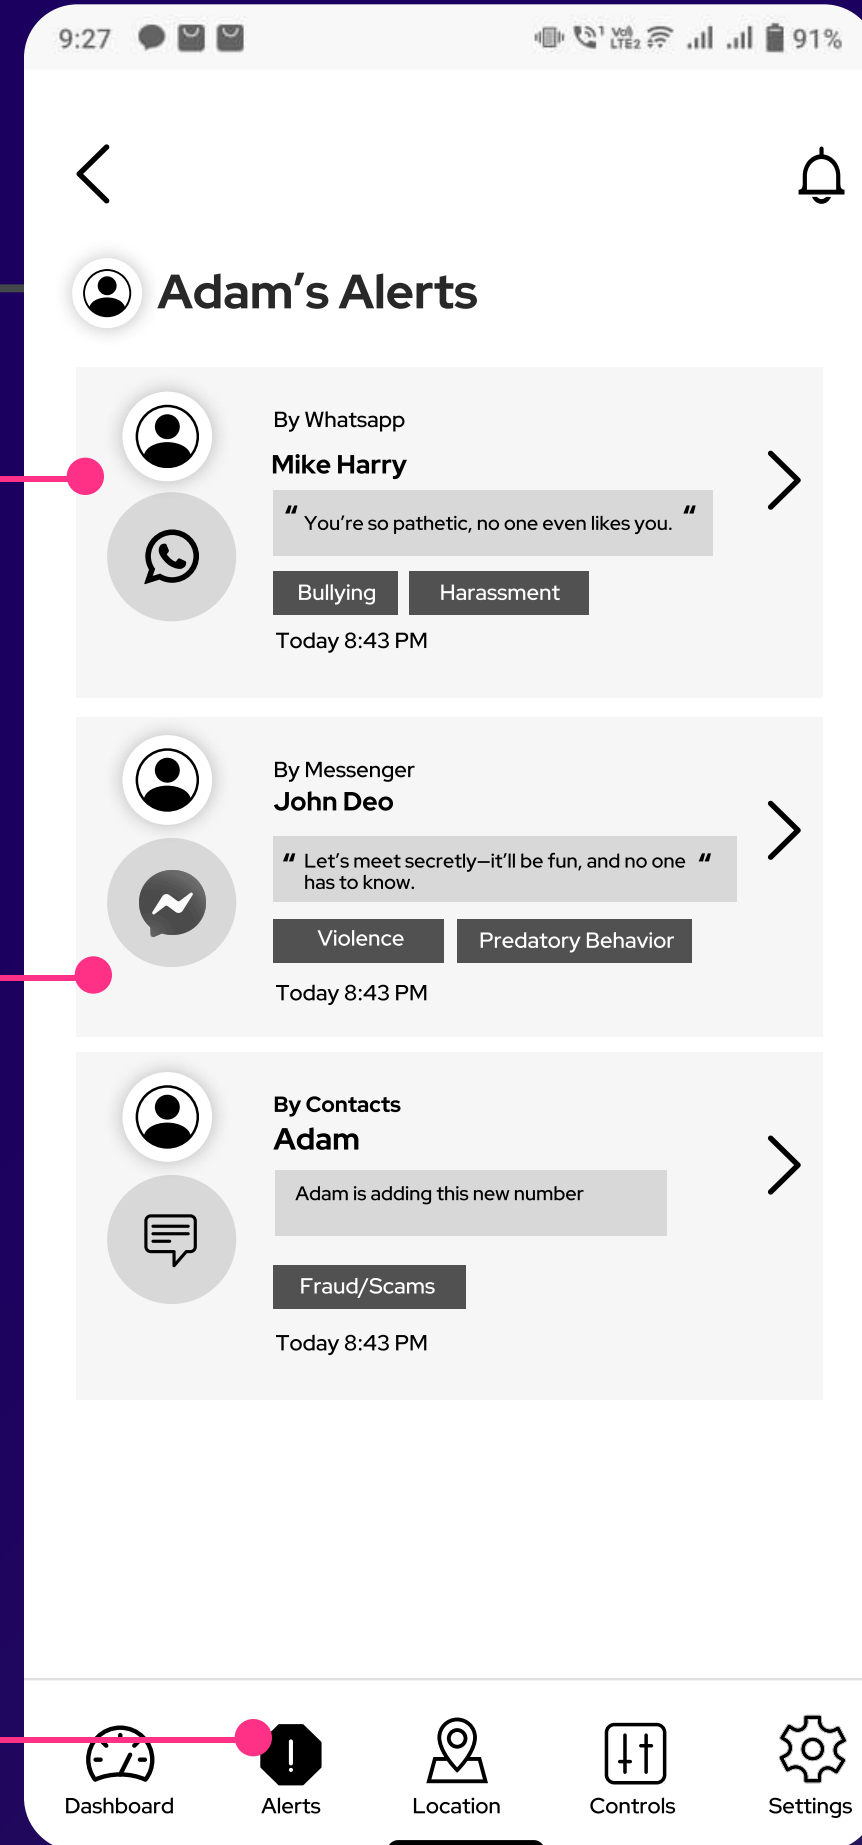 9:27
1
Vo))
LTE2
91%
Adam's Alerts
By Whatsapp
Mike Harry
“ You're so pathetic, no one even likes you. “
Bullying
Harassment
Today 8:43 PM
By Messenger
John Deo
“ Let's meet secretly—it'll be fun, and no one “
has to know.
Violence
Predatory Behavior
Today 8:43 PM
By Contacts
Adam
Adam is adding this new number
Fraud/Scams
Today 8:43 PM
Dashboard
Alerts
Location
Controls
Settings